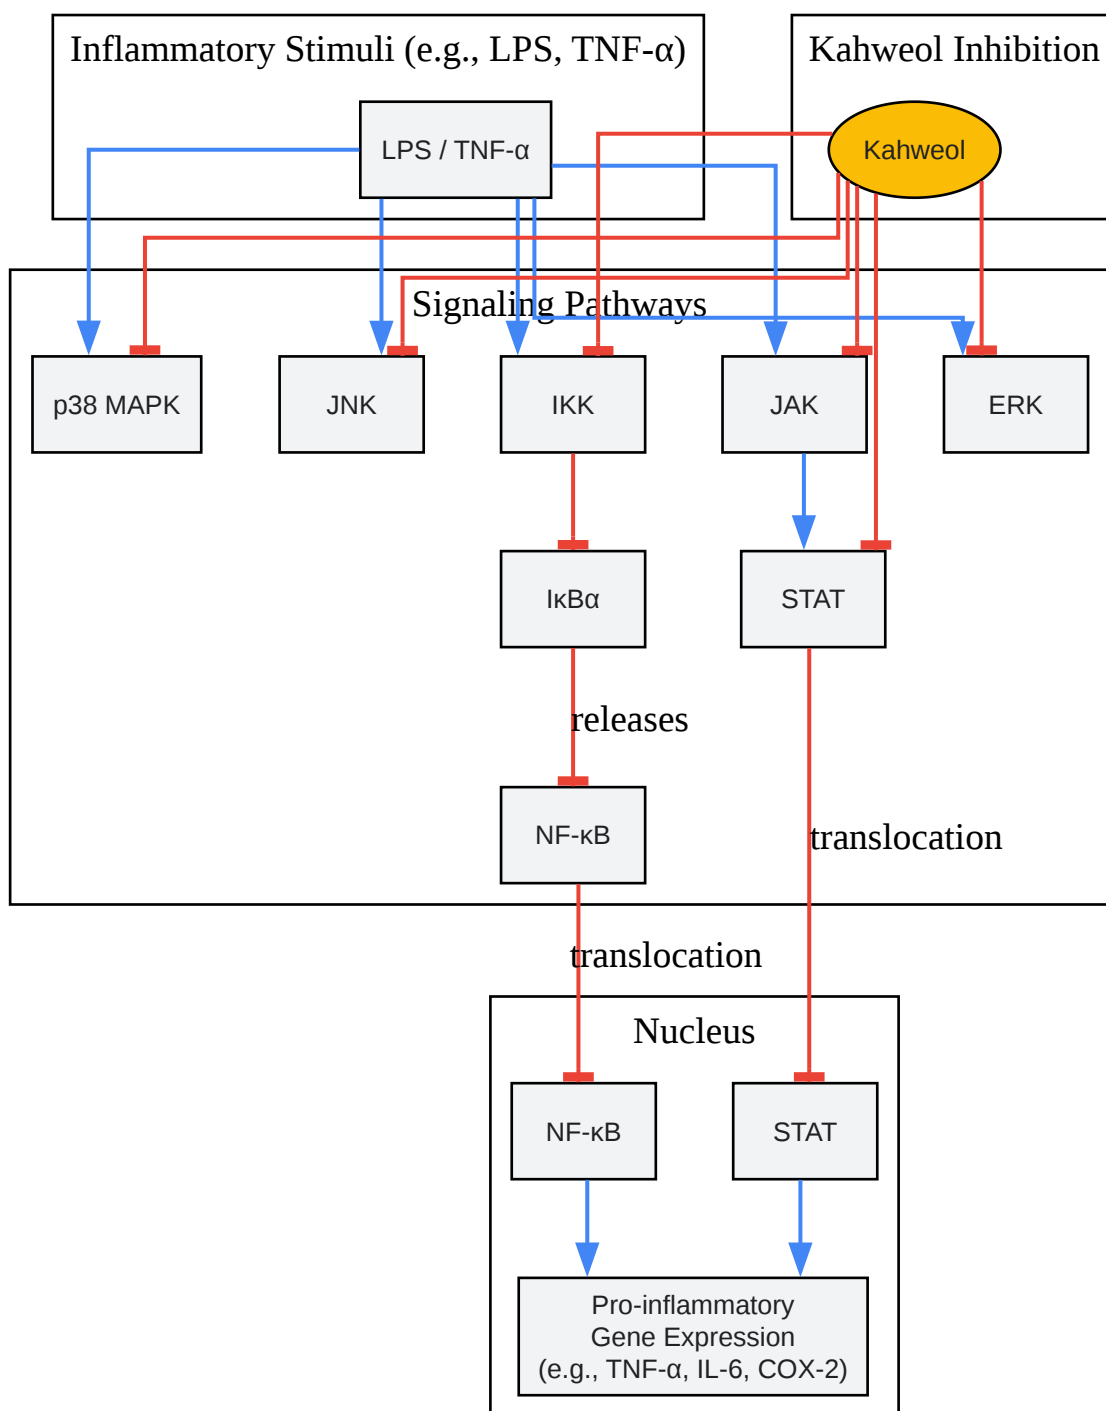 Inflammatory Stimuli (e.g., LPS, TNF-α)
Kahweol Inhibition
LPS / TNF-α
Kahweol
Signaling Pathways
p38 MAPK
JNK
IKK
JAK
ERK
IκBα
STAT
releases
NF-κB
translocation
translocation
Nucleus
NF-κB
STAT
Pro-inflammatory
Gene Expression
(e.g., TNF-α, IL-6, COX-2)